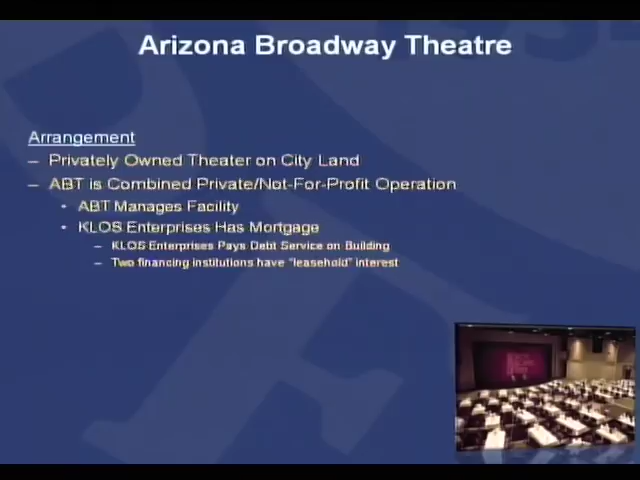 Arizona Broadway Theatre
Arrangement
– Privately Owned Theater on City Land
– ABT is Combined Private/Not-For-Profit Operation
• ABT Manages Facility
• KLOS Enterprises Has Mortgage
– KLOS Enterprises Pays Debt Service on Building
– Two financing institutions have "leasehold" interest